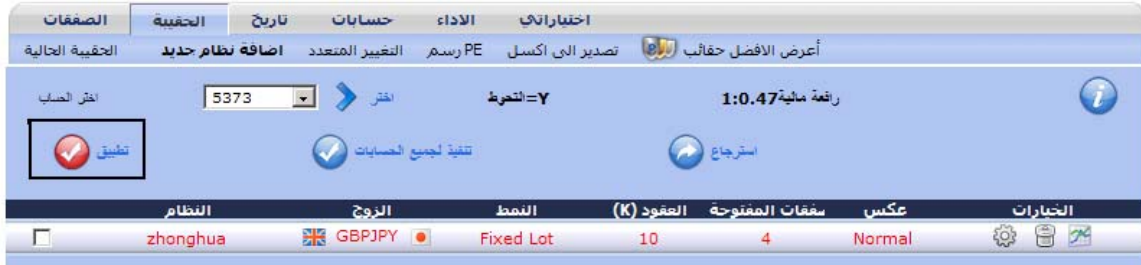 الصفقات الحقيبة تاريخ حسابات الاداء اختياراتي
الحقيبة الحالية اضافة نظام جديد التغيير المتعدد رسم PE تصدير الى اكسل أعرض الافضل حقائب
اختر الحساب 5373 اختر التحوط=Y رافعة مالية1:0.47
تطبيق تنفيذ لجميع الحسابات استرجاع
النظام الزوج النمط العقود (K) سفقات المفتوحة عكس الخيارات
zhonghua GBPJPY Fixed Lot 10 4 Normal